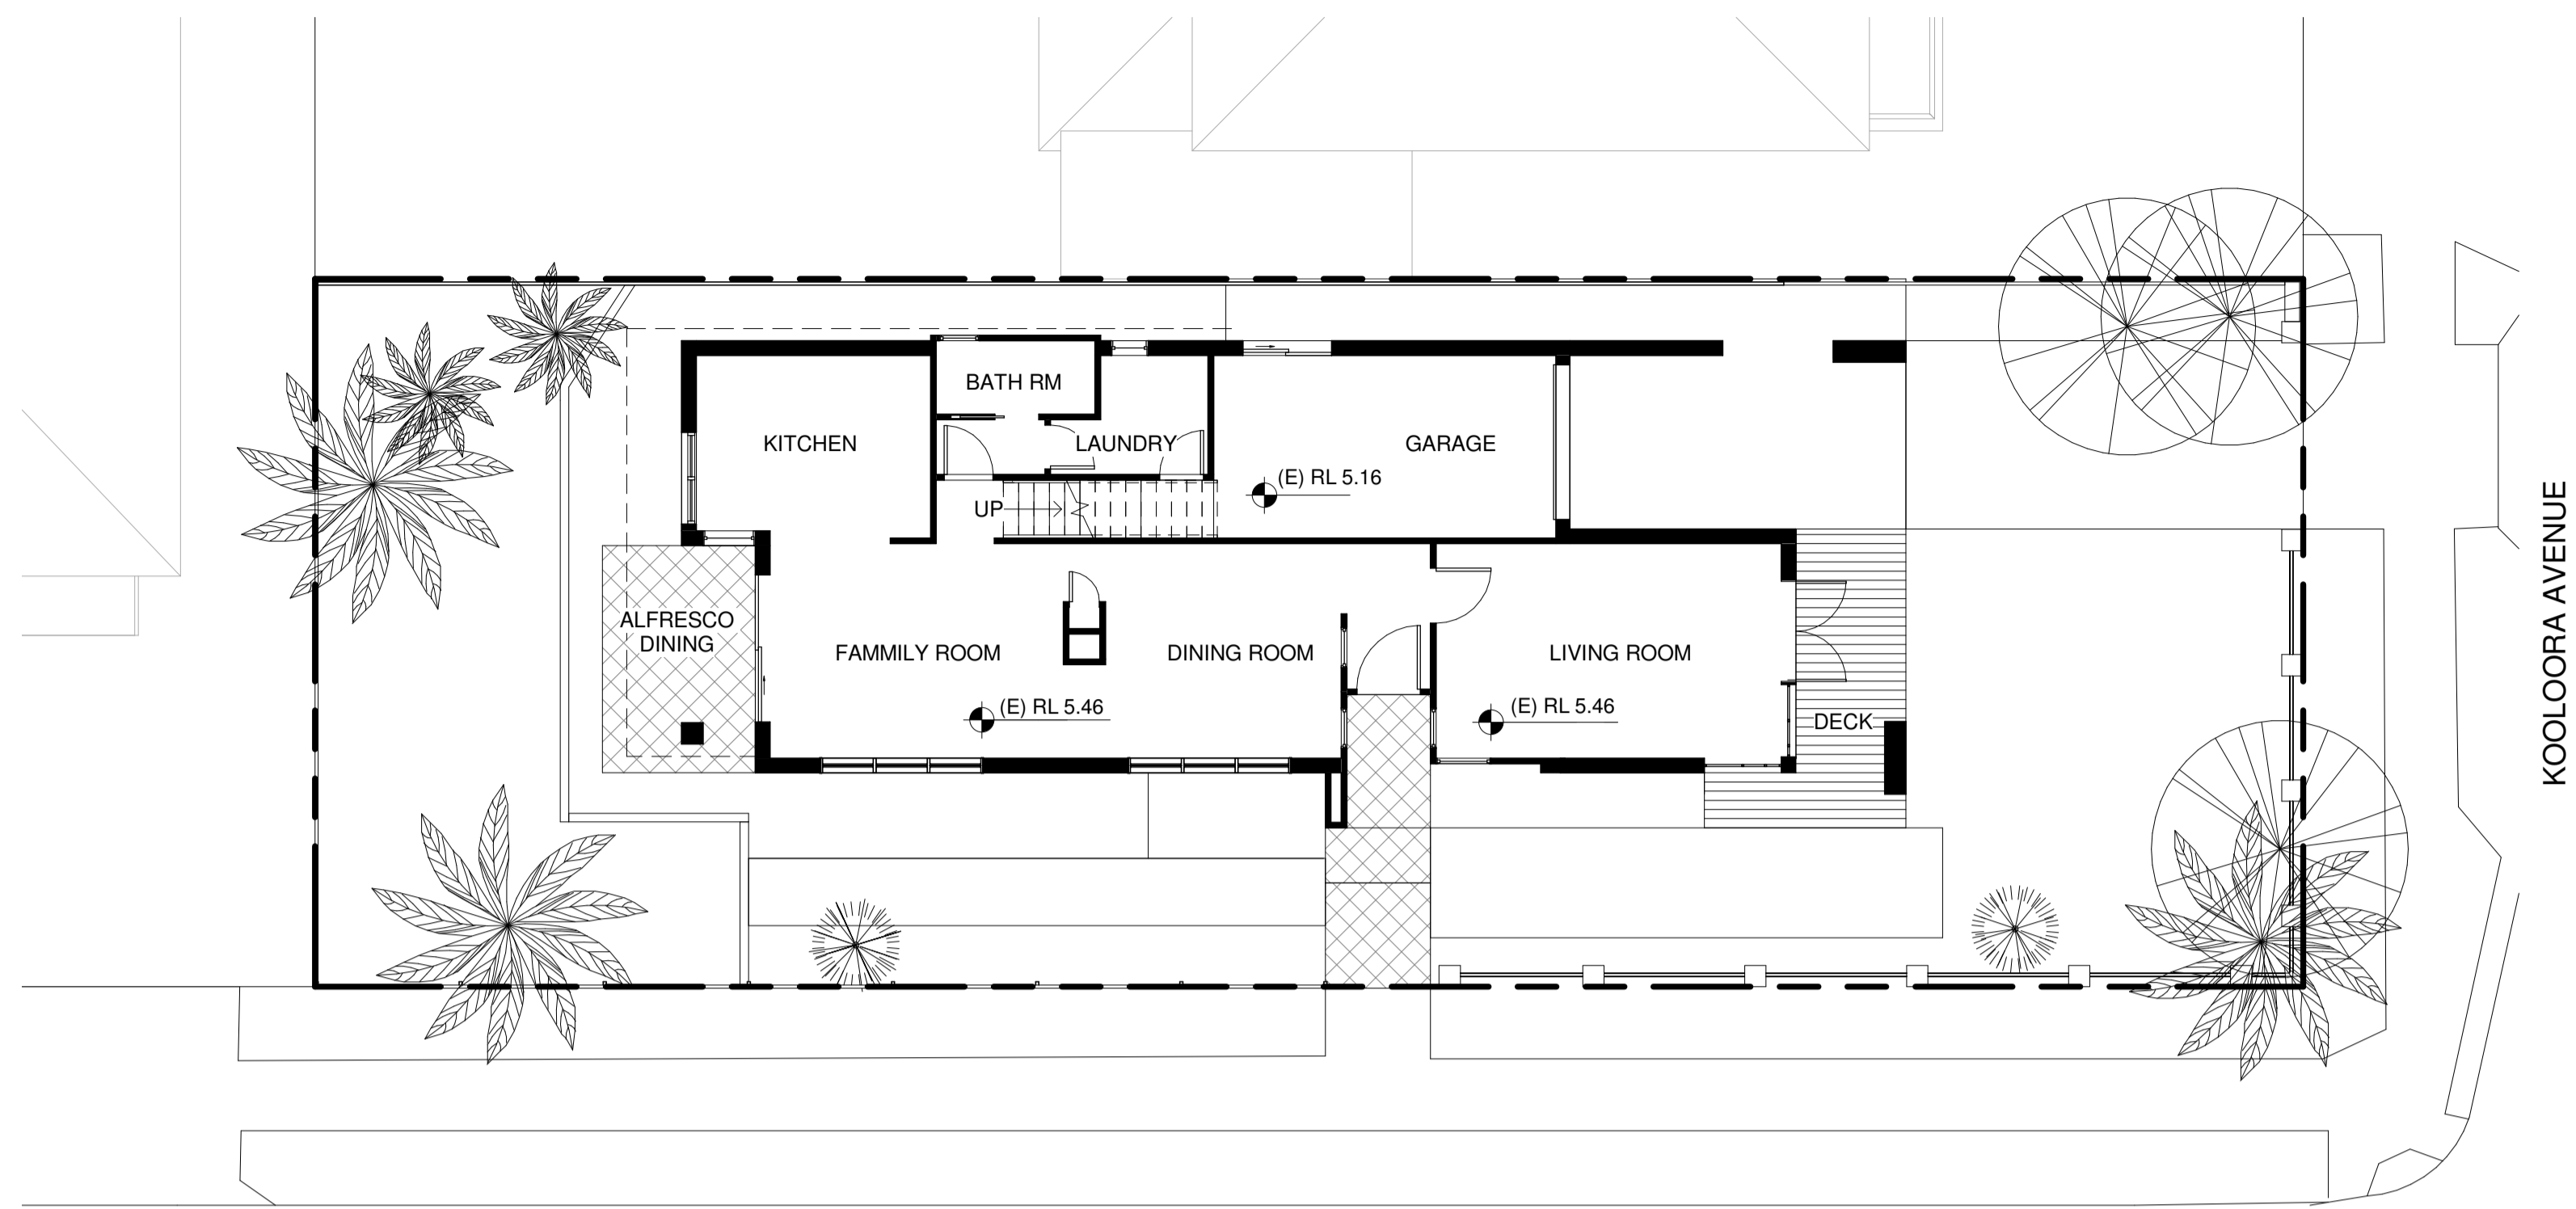 BATH RM
KITCHEN
LAUNDRY
GARAGE
(E) RL 5.16
UP
ALFRESCO
DINING
FAMMILY ROOM
DINING ROOM
LIVING ROOM
(E) RL 5.46
(E) RL 5.46
DECK
KOOLOORA AVENUE